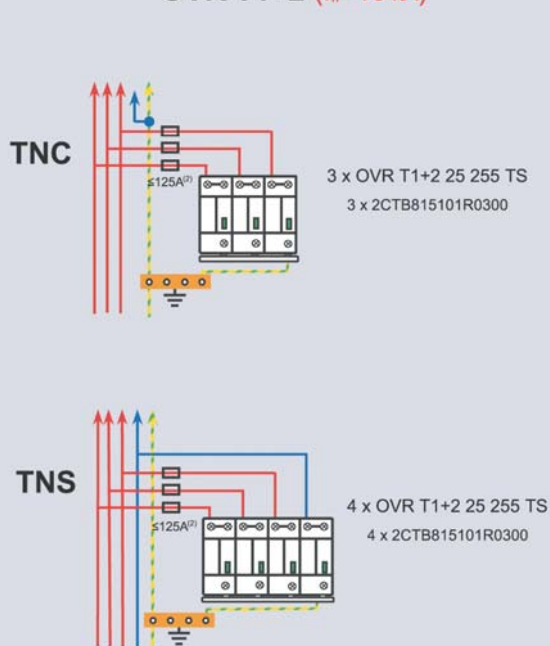 TNC
≤125A(2)
3 x OVR T1+2 25 255 TS
3 x 2CTB815101R0300
TNS
≤125A(2)
4 x OVR T1+2 25 255 TS
4 x 2CTB815101R0300